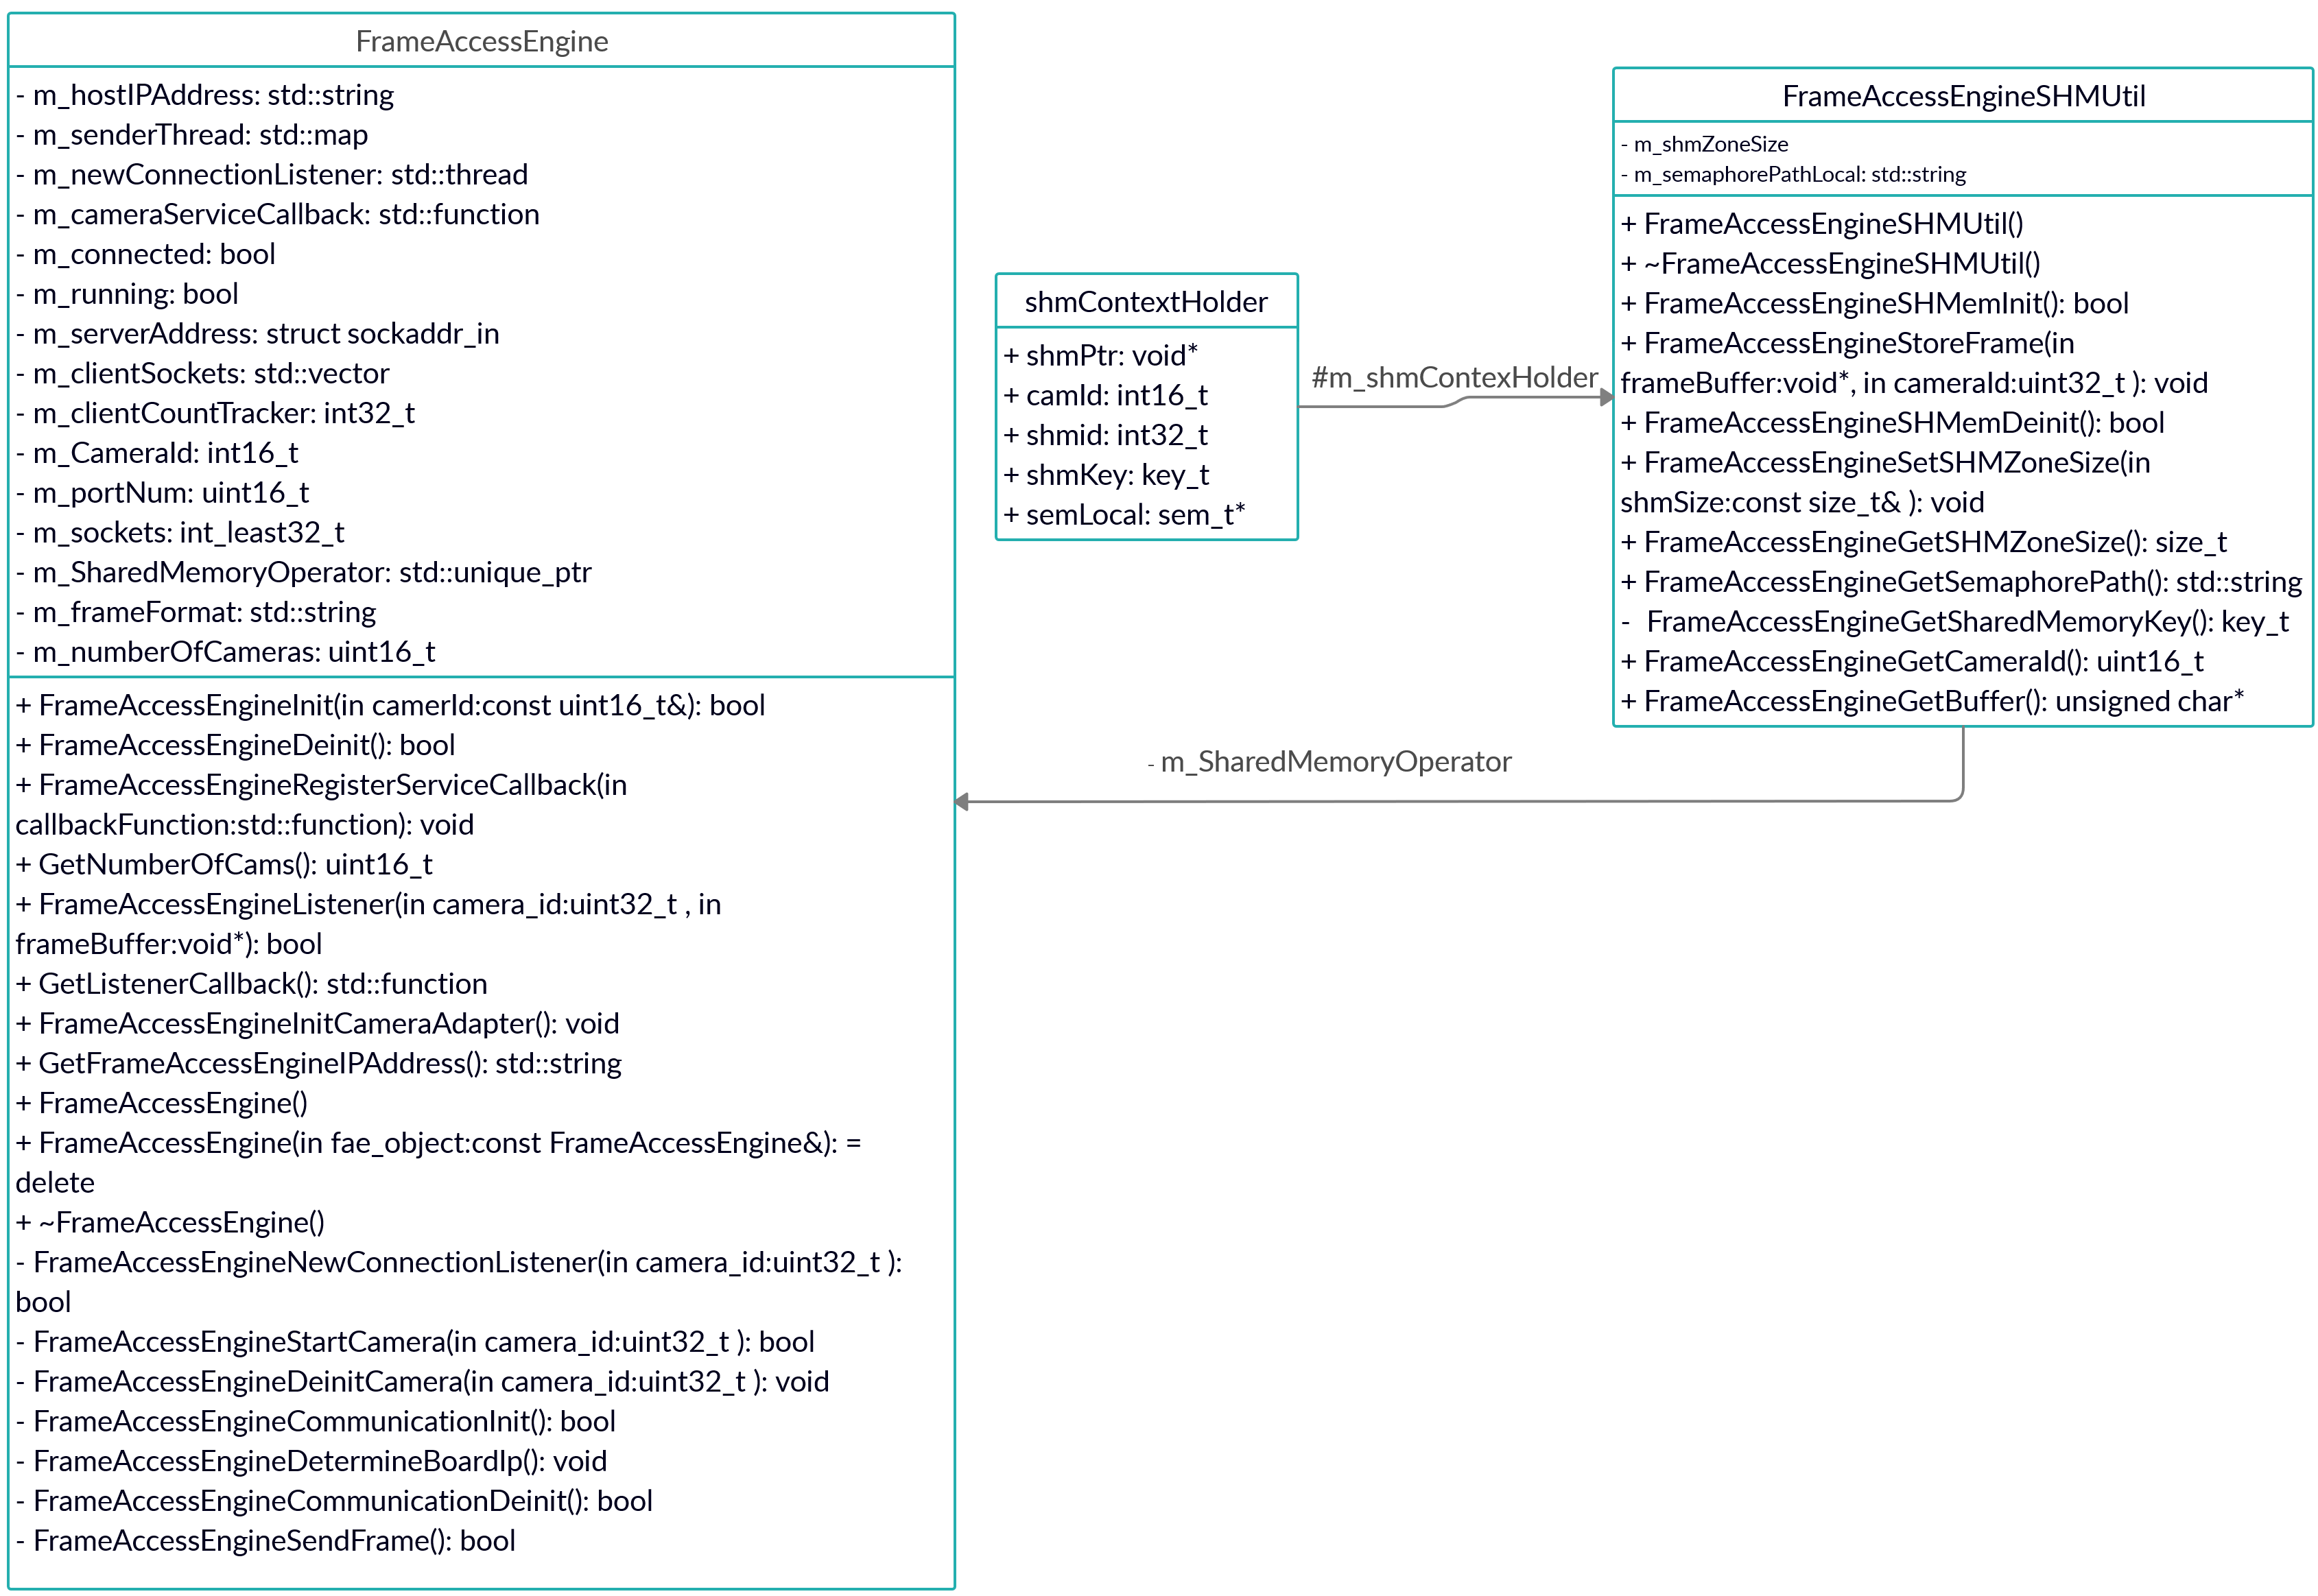 FrameAccessEngine
- m_hostIPAddress: std::string
- m_senderThread: std::map
- m_newConnectionListener: std::thread
- m_cameraServiceCallback: std::function
- m_connected: bool
- m_running: bool
- m_serverAddress: struct sockaddr_in
- m_clientSockets: std::vector
- m_clientCountTracker: int32_t
- m_CameraId: int16_t
- m_portNum: uint16_t
- m_sockets: int_least32_t
- m_SharedMemoryOperator: std::unique_ptr
- m_frameFormat: std::string
- m_numberOfCameras: uint16_t
+ FrameAccessEngineInit(in camerId:const uint16_t&): bool
+ FrameAccessEngineDeinit(): bool
+ FrameAccessEngineRegisterServiceCallback(in
callbackFunction:std::function): void
+ GetNumberOfCams(): uint16_t
+ FrameAccessEngineListener(in camera_id:uint32_t , in
frameBuffer:void*): bool
+ GetListenerCallback(): std::function
+ FrameAccessEngineInitCameraAdapter(): void
+ GetFrameAccessEngineIPAddress(): std::string
+ FrameAccessEngine()
+ FrameAccessEngine(in fae_object:const FrameAccessEngine&): =
delete
+ ~FrameAccessEngine()
- FrameAccessEngineNewConnectionListener(in camera_id:uint32_t ):
bool
- FrameAccessEngineStartCamera(in camera_id:uint32_t ): bool
- FrameAccessEngineDeinitCamera(in camera_id:uint32_t ): void
- FrameAccessEngineCommunicationInit(): bool
- FrameAccessEngineDetermineBoardIp(): void
- FrameAccessEngineCommunicationDeinit(): bool
- FrameAccessEngineSendFrame(): bool
shmContextHolder
+ shmPtr: void*
+ camId: int16_t
+ shmid: int32_t
+ shmKey: key_t
+ semLocal: sem_t*
#m_shmContexHolder
FrameAccessEngineSHMUtil
- m_shmZoneSize
- m_semaphorePathLocal: std::string
+ FrameAccessEngineSHMUtil()
+ ~FrameAccessEngineSHMUtil()
+ FrameAccessEngineSHMemInit(): bool
+ FrameAccessEngineStoreFrame(in
frameBuffer:void*, in cameraId:uint32_t ): void
+ FrameAccessEngineSHMemDeinit(): bool
+ FrameAccessEngineSetSHMZoneSize(in
shmSize:const size_t& ): void
+ FrameAccessEngineGetSHMZoneSize(): size_t
+ FrameAccessEngineGetSemaphorePath(): std::string
- FrameAccessEngineGetSharedMemoryKey(): key_t
+ FrameAccessEngineGetCameraId(): uint16_t
+ FrameAccessEngineGetBuffer(): unsigned char*
- m_SharedMemoryOperator